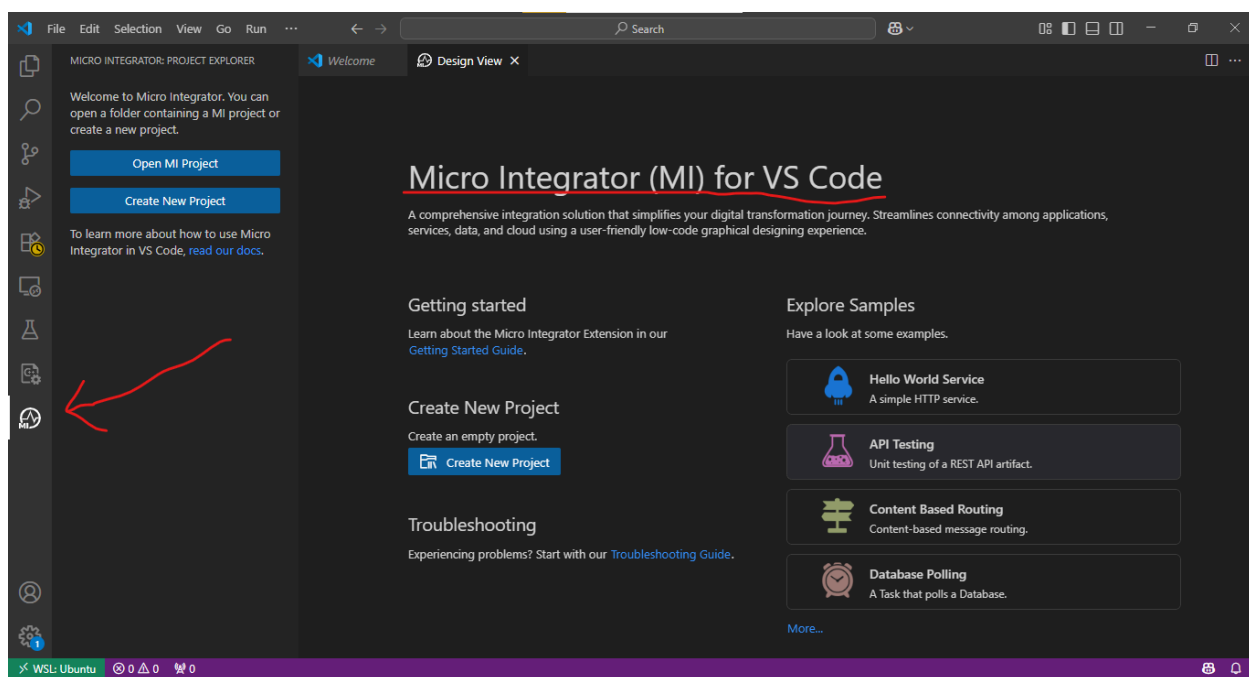 File Edit Selection View Go Run ···
Search
MICRO INTEGRATOR: PROJECT EXPLORER
Welcome to Micro Integrator. You can
open a folder containing a MI project or
create a new project.
Open MI Project
Create New Project
To learn more about how to use Micro
Integrator in VS Code, read our docs.
Welcome
Design View
Micro Integrator (MI) for VS Code
A comprehensive integration solution that simplifies your digital transformation journey. Streamlines connectivity among applications,
services, data, and cloud using a user-friendly low-code graphical designing experience.
Getting started
Learn about the Micro Integrator Extension in our
Getting Started Guide.
Create New Project
Create an empty project.
Create New Project
Troubleshooting
Experiencing problems? Start with our Troubleshooting Guide.
Explore Samples
Have a look at some examples.
Hello World Service
A simple HTTP service.
API Testing
Unit testing of a REST API artifact.
Content Based Routing
Content-based message routing.
Database Polling
A Task that polls a Database.
More...
MI
1
WSL: Ubuntu 0 0 0